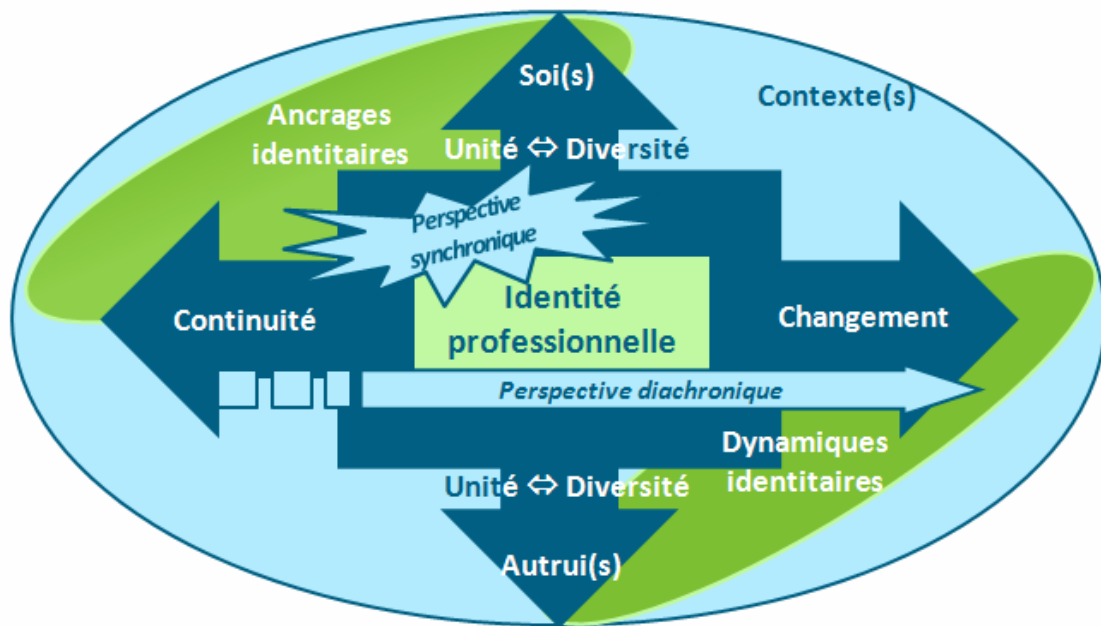 Soi(s)
Contexte(s)
Ancrages
identitaires
Unité ⇔ Diversité
Perspective
synchronique
Identité
professionnelle
Continuité
Changement
Perspective diachronique
Dynamiques
identitaires
Unité ⇔ Diversité
Autrui(s)